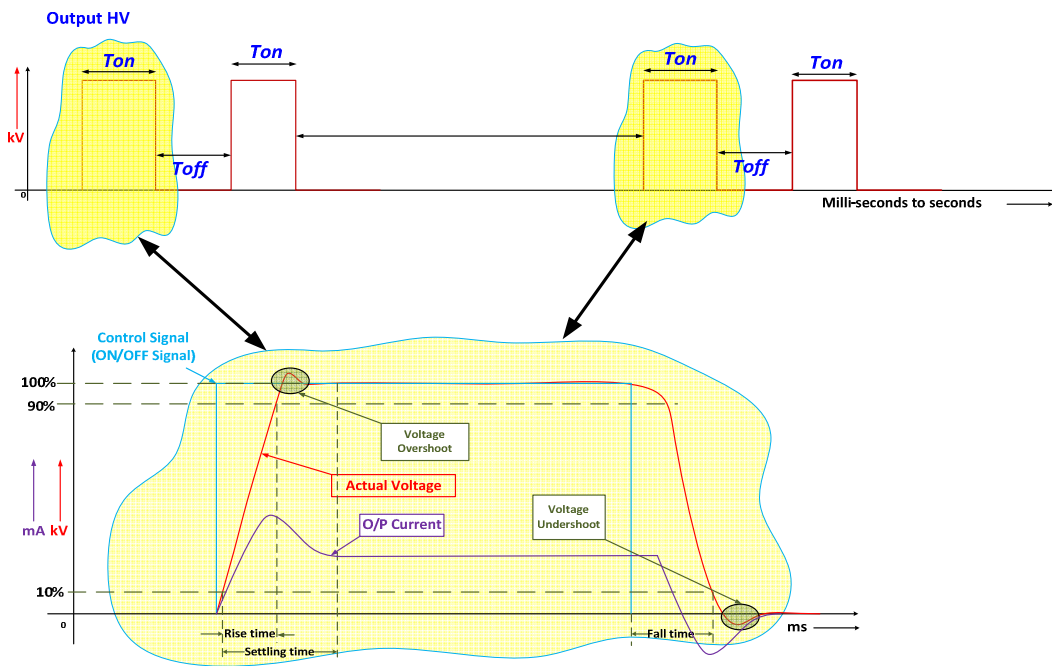 Output HV
Ton
Ton
Ton
Ton
kV
Toff
Toff
0
Milli-seconds to seconds
Control Signal
(ON/OFF Signal)
100%
90%
Voltage
Overshoot
Actual Voltage
Voltage
Undershoot
O/P Current
mA
kV
10%
0
ms
Rise time
Fall time
Settling time